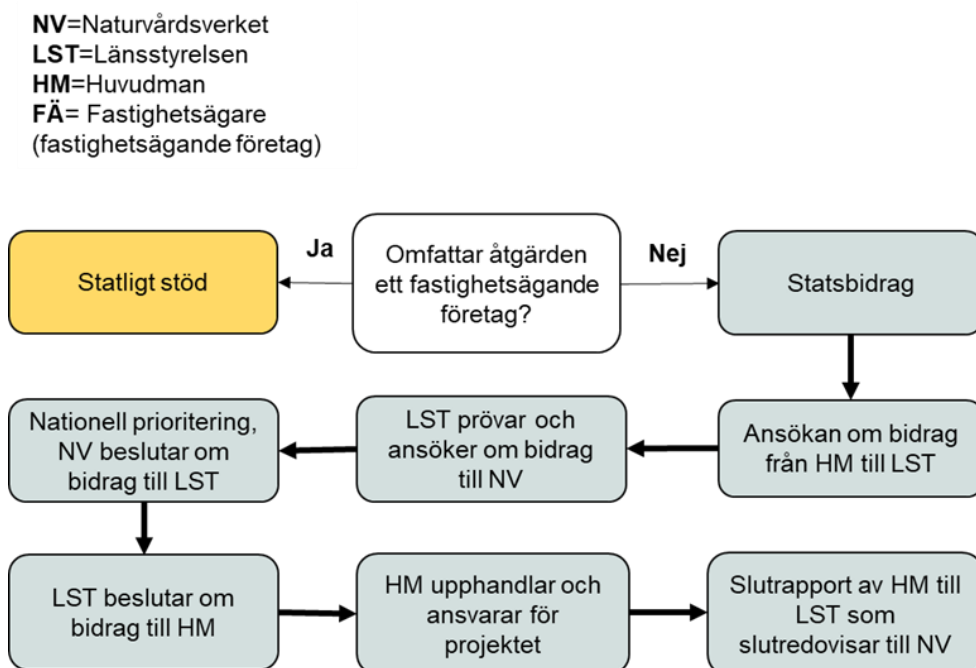 NV=Naturvårdsverket
LST=Länsstyrelsen
HM=Huvudman
FÄ= Fastighetsägare
(fastighetsägande företag)
Statligt stöd
Ja
Omfattar åtgärden
ett fastighetsägande
företag?
Nej
Statsbidrag
Ansökan om bidrag
från HM till LST
LST prövar och
ansöker om bidrag
till NV
Nationell prioritering,
NV beslutar om
bidrag till LST
LST beslutar om
bidrag till HM
HM upphandlar och
ansvarar för
projektet
Slutrapport av HM till
LST som
slutredovisar till NV